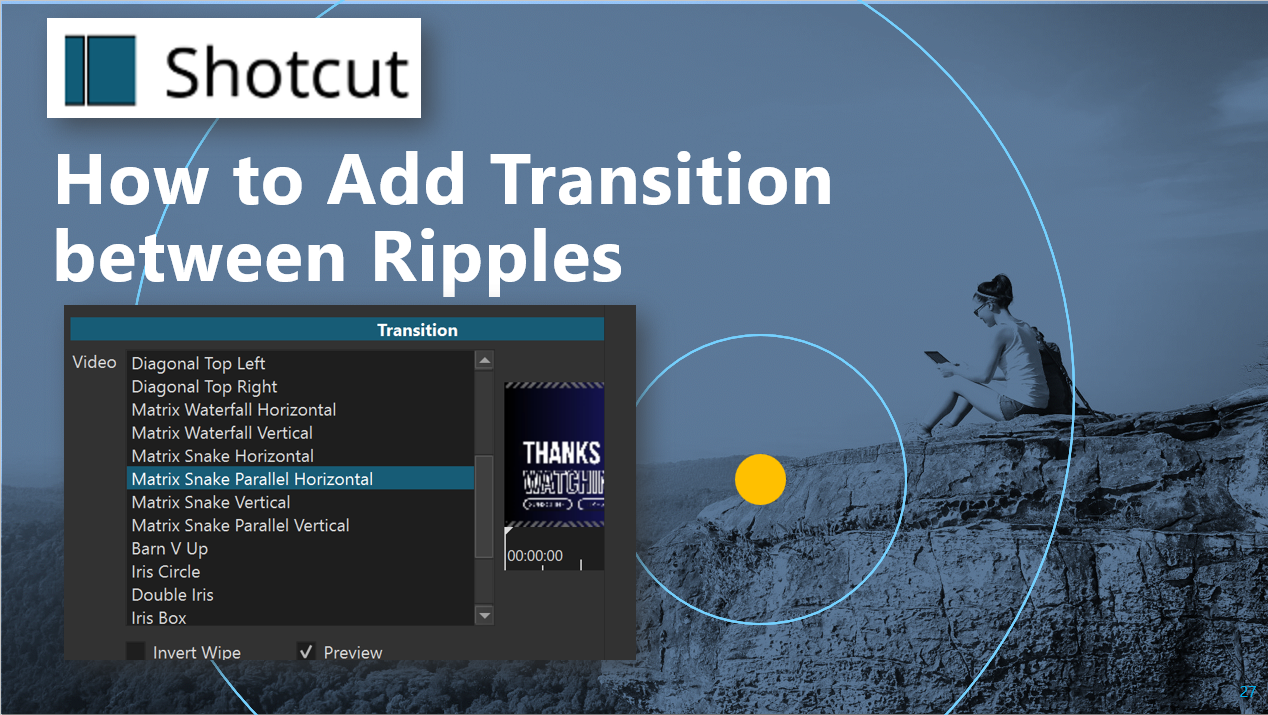 Shotcut
How to Add Transition
between Ripples
Transition
Video
Diagonal Top Left
Diagonal Top Right
Matrix Waterfall Horizontal
Matrix Waterfall Vertical
Matrix Snake Horizontal
Matrix Snake Parallel Horizontal
Matrix Snake Vertical
Matrix Snake Parallel Vertical
Barn V Up
Iris Circle
Double Iris
Iris Box
Invert Wipe
Preview
THANKS
00:00:00
27